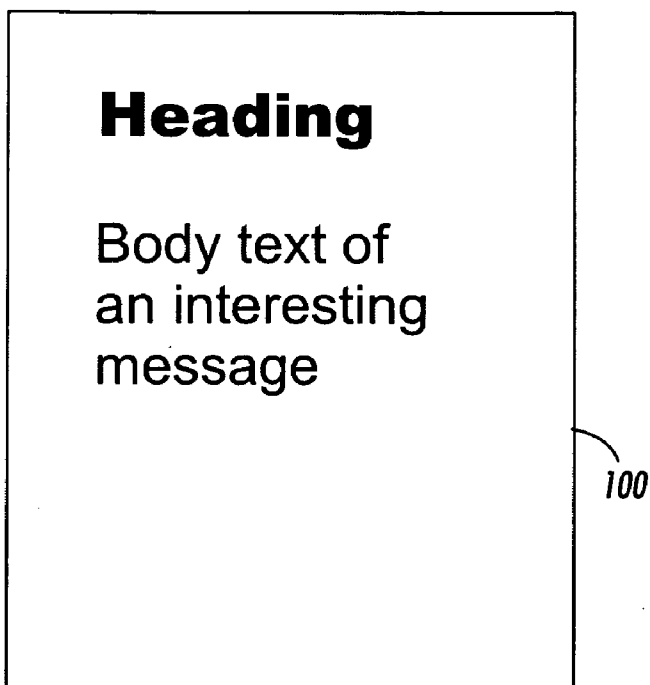 Heading
Body text of
an interesting
message
100